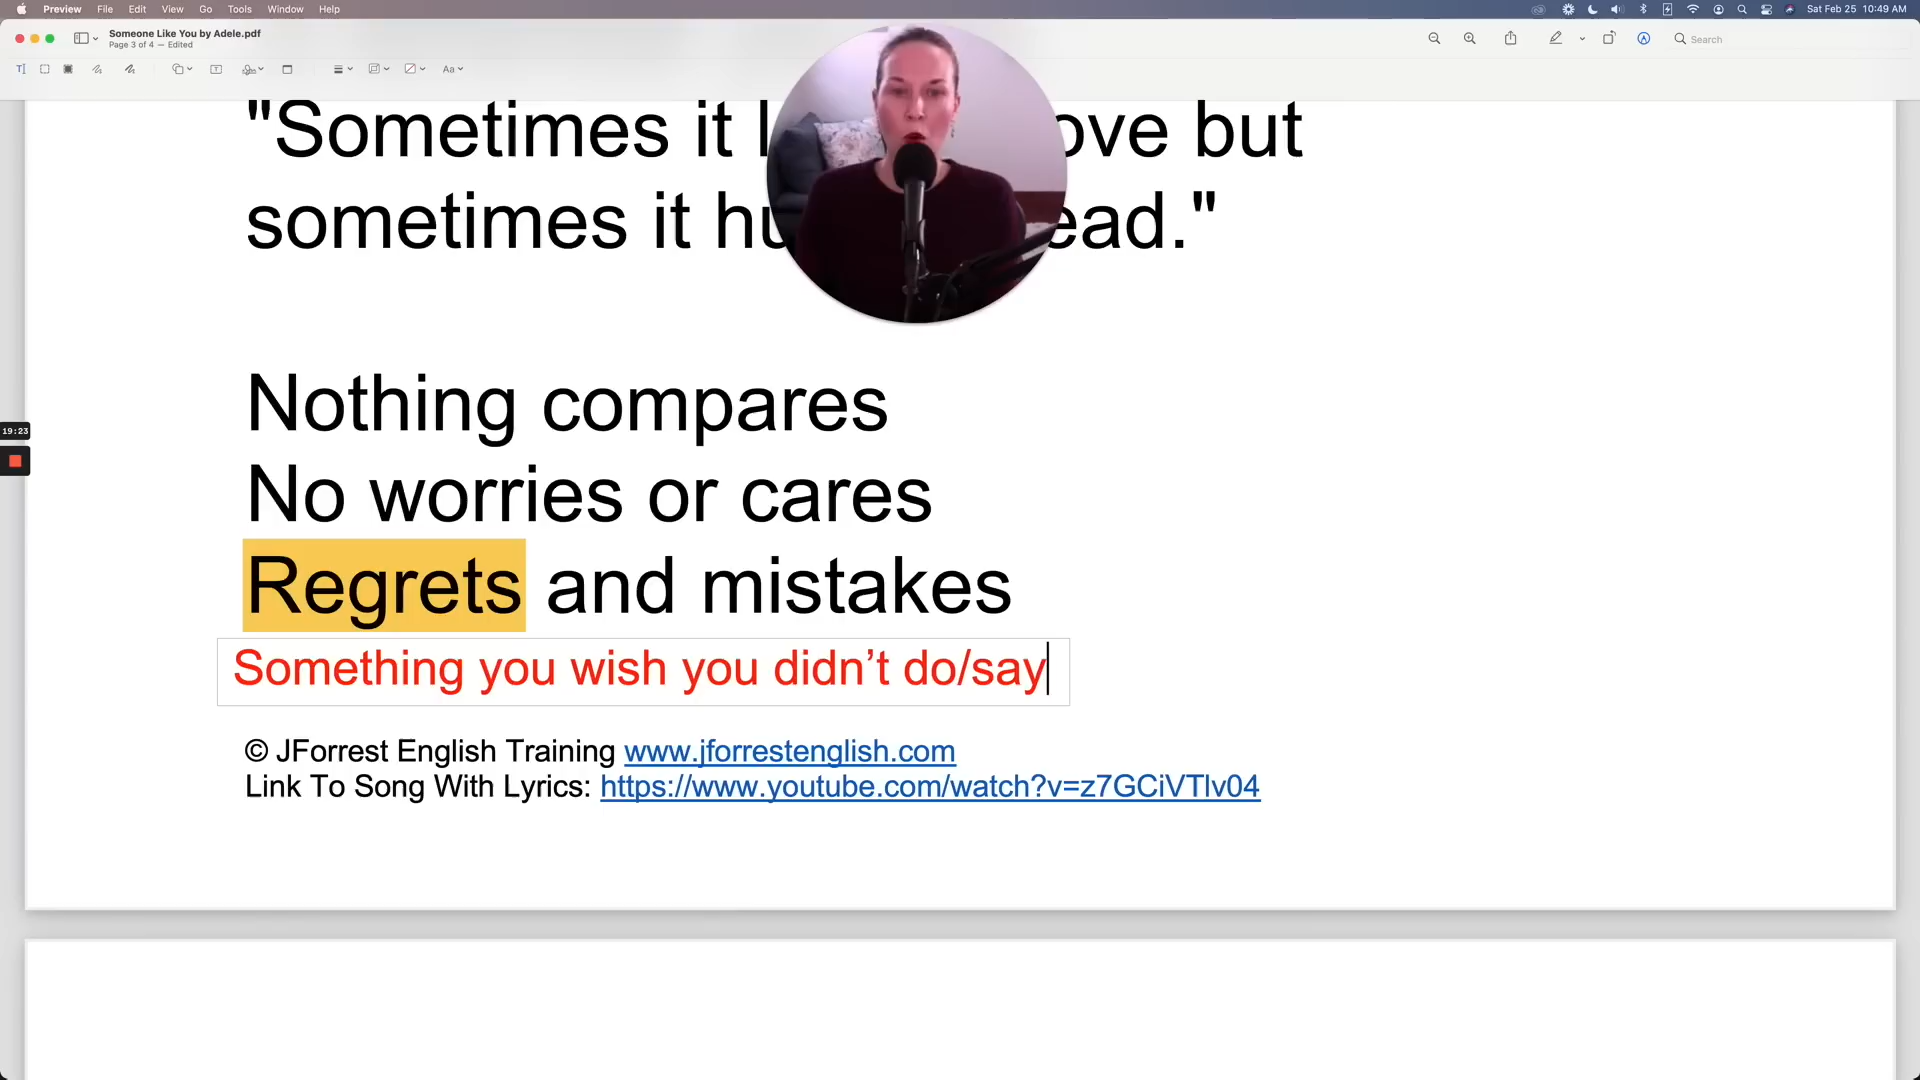 Preview File Edit View Go Tools Window Help
Sat Feb 25 10:49 AM
Someone Like You by Adele.pdf
Page 3 of 4 — Edited
Search
Aa
"Sometimes it l ove but
sometimes it hu ead."
Nothing compares
No worries or cares
19:23
Regrets and mistakes
Something you wish you didn’t do/say
© JForrest English Training www.jforrestenglish.com
Link To Song With Lyrics: https://www.youtube.com/watch?v=z7GCiVTlv04